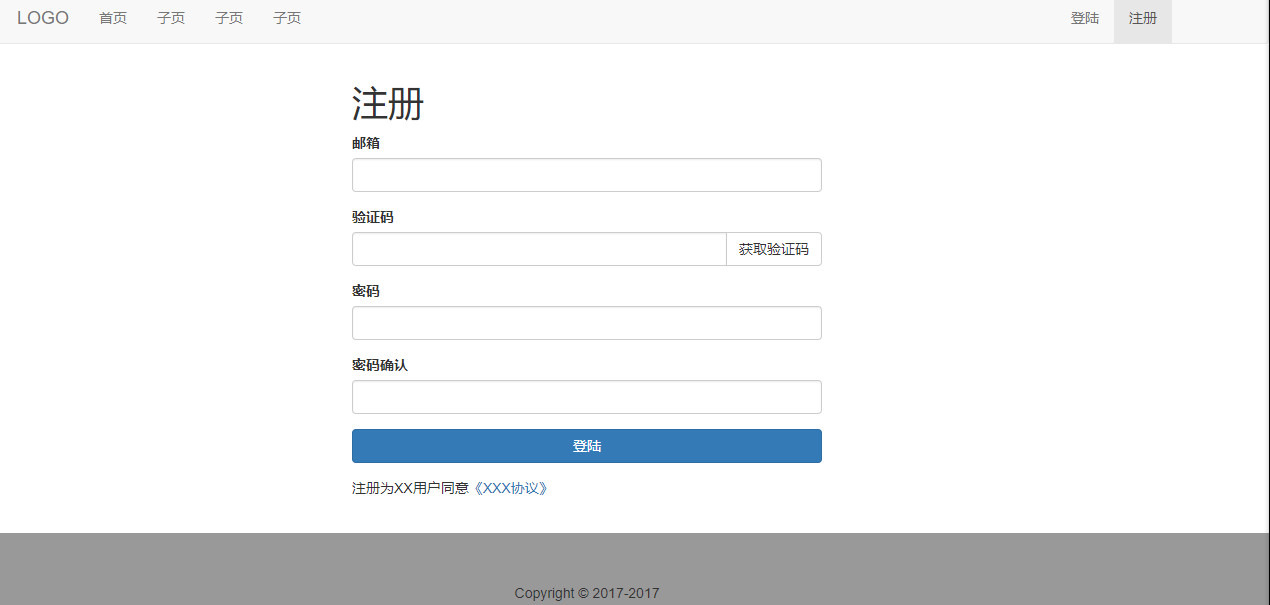 LOGO 首页 子页 子页 子页 登陆 注册
注册
邮箱
验证码
获取验证码
密码
密码确认
登陆
注册为XX用户同意《XXX协议》
Copyright © 2017-2017